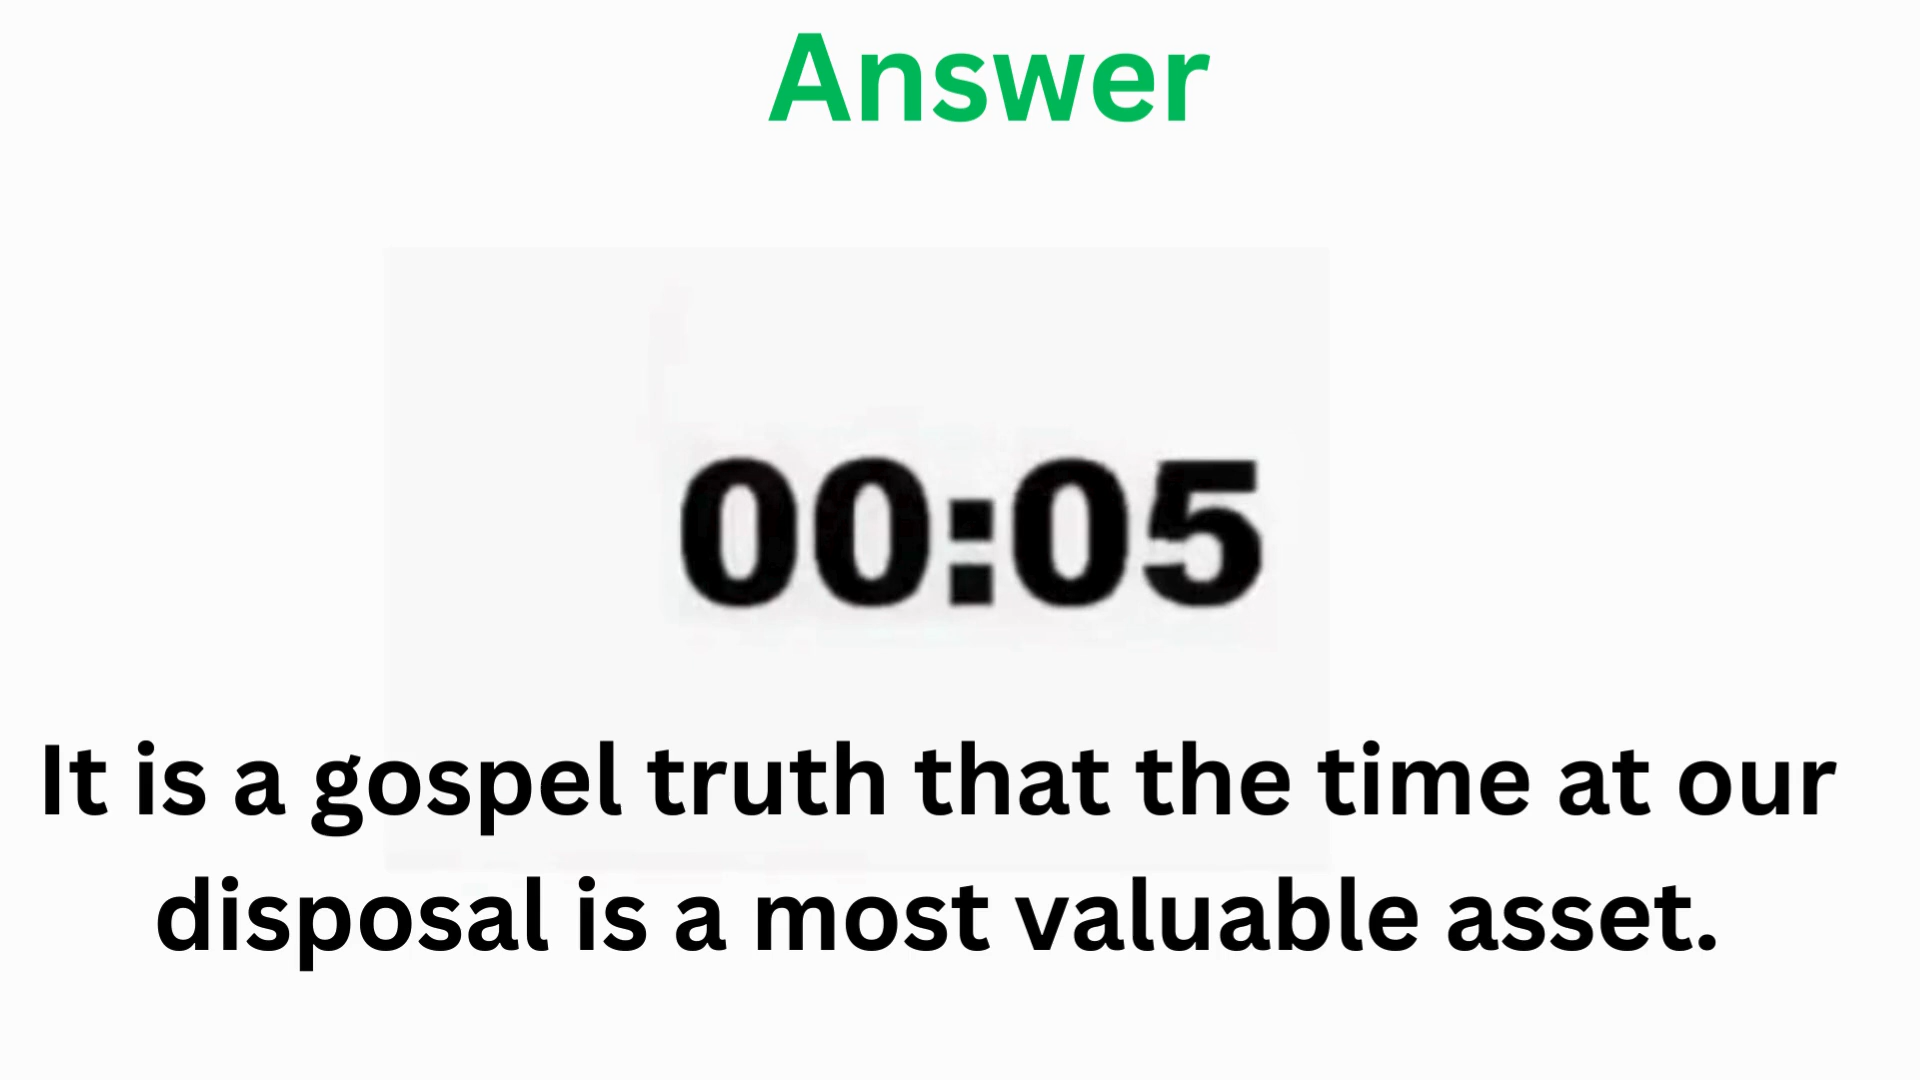 Answer
00:05
It is a gospel truth that the time at our
disposal is a most valuable asset.